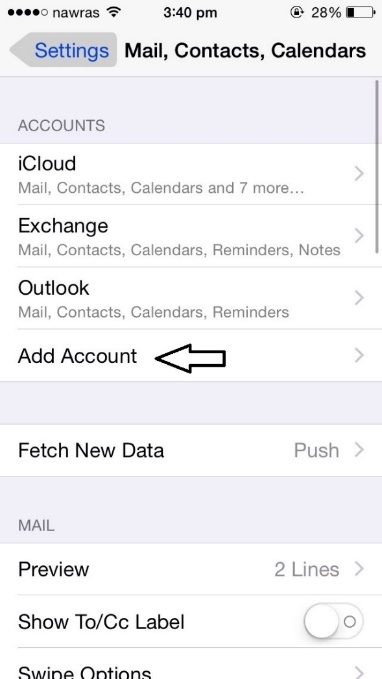 nawras 3:40 pm 28%
Settings Mail, Contacts, Calendars
ACCOUNTS
iCloud
Mail, Contacts, Calendars and 7 more...
Exchange
Mail, Contacts, Calendars, Reminders, Notes
Outlook
Mail, Contacts, Calendars, Reminders
Add Account
Fetch New Data Push
MAIL
Preview 2 Lines
Show To/Cc Label
Swipe Options